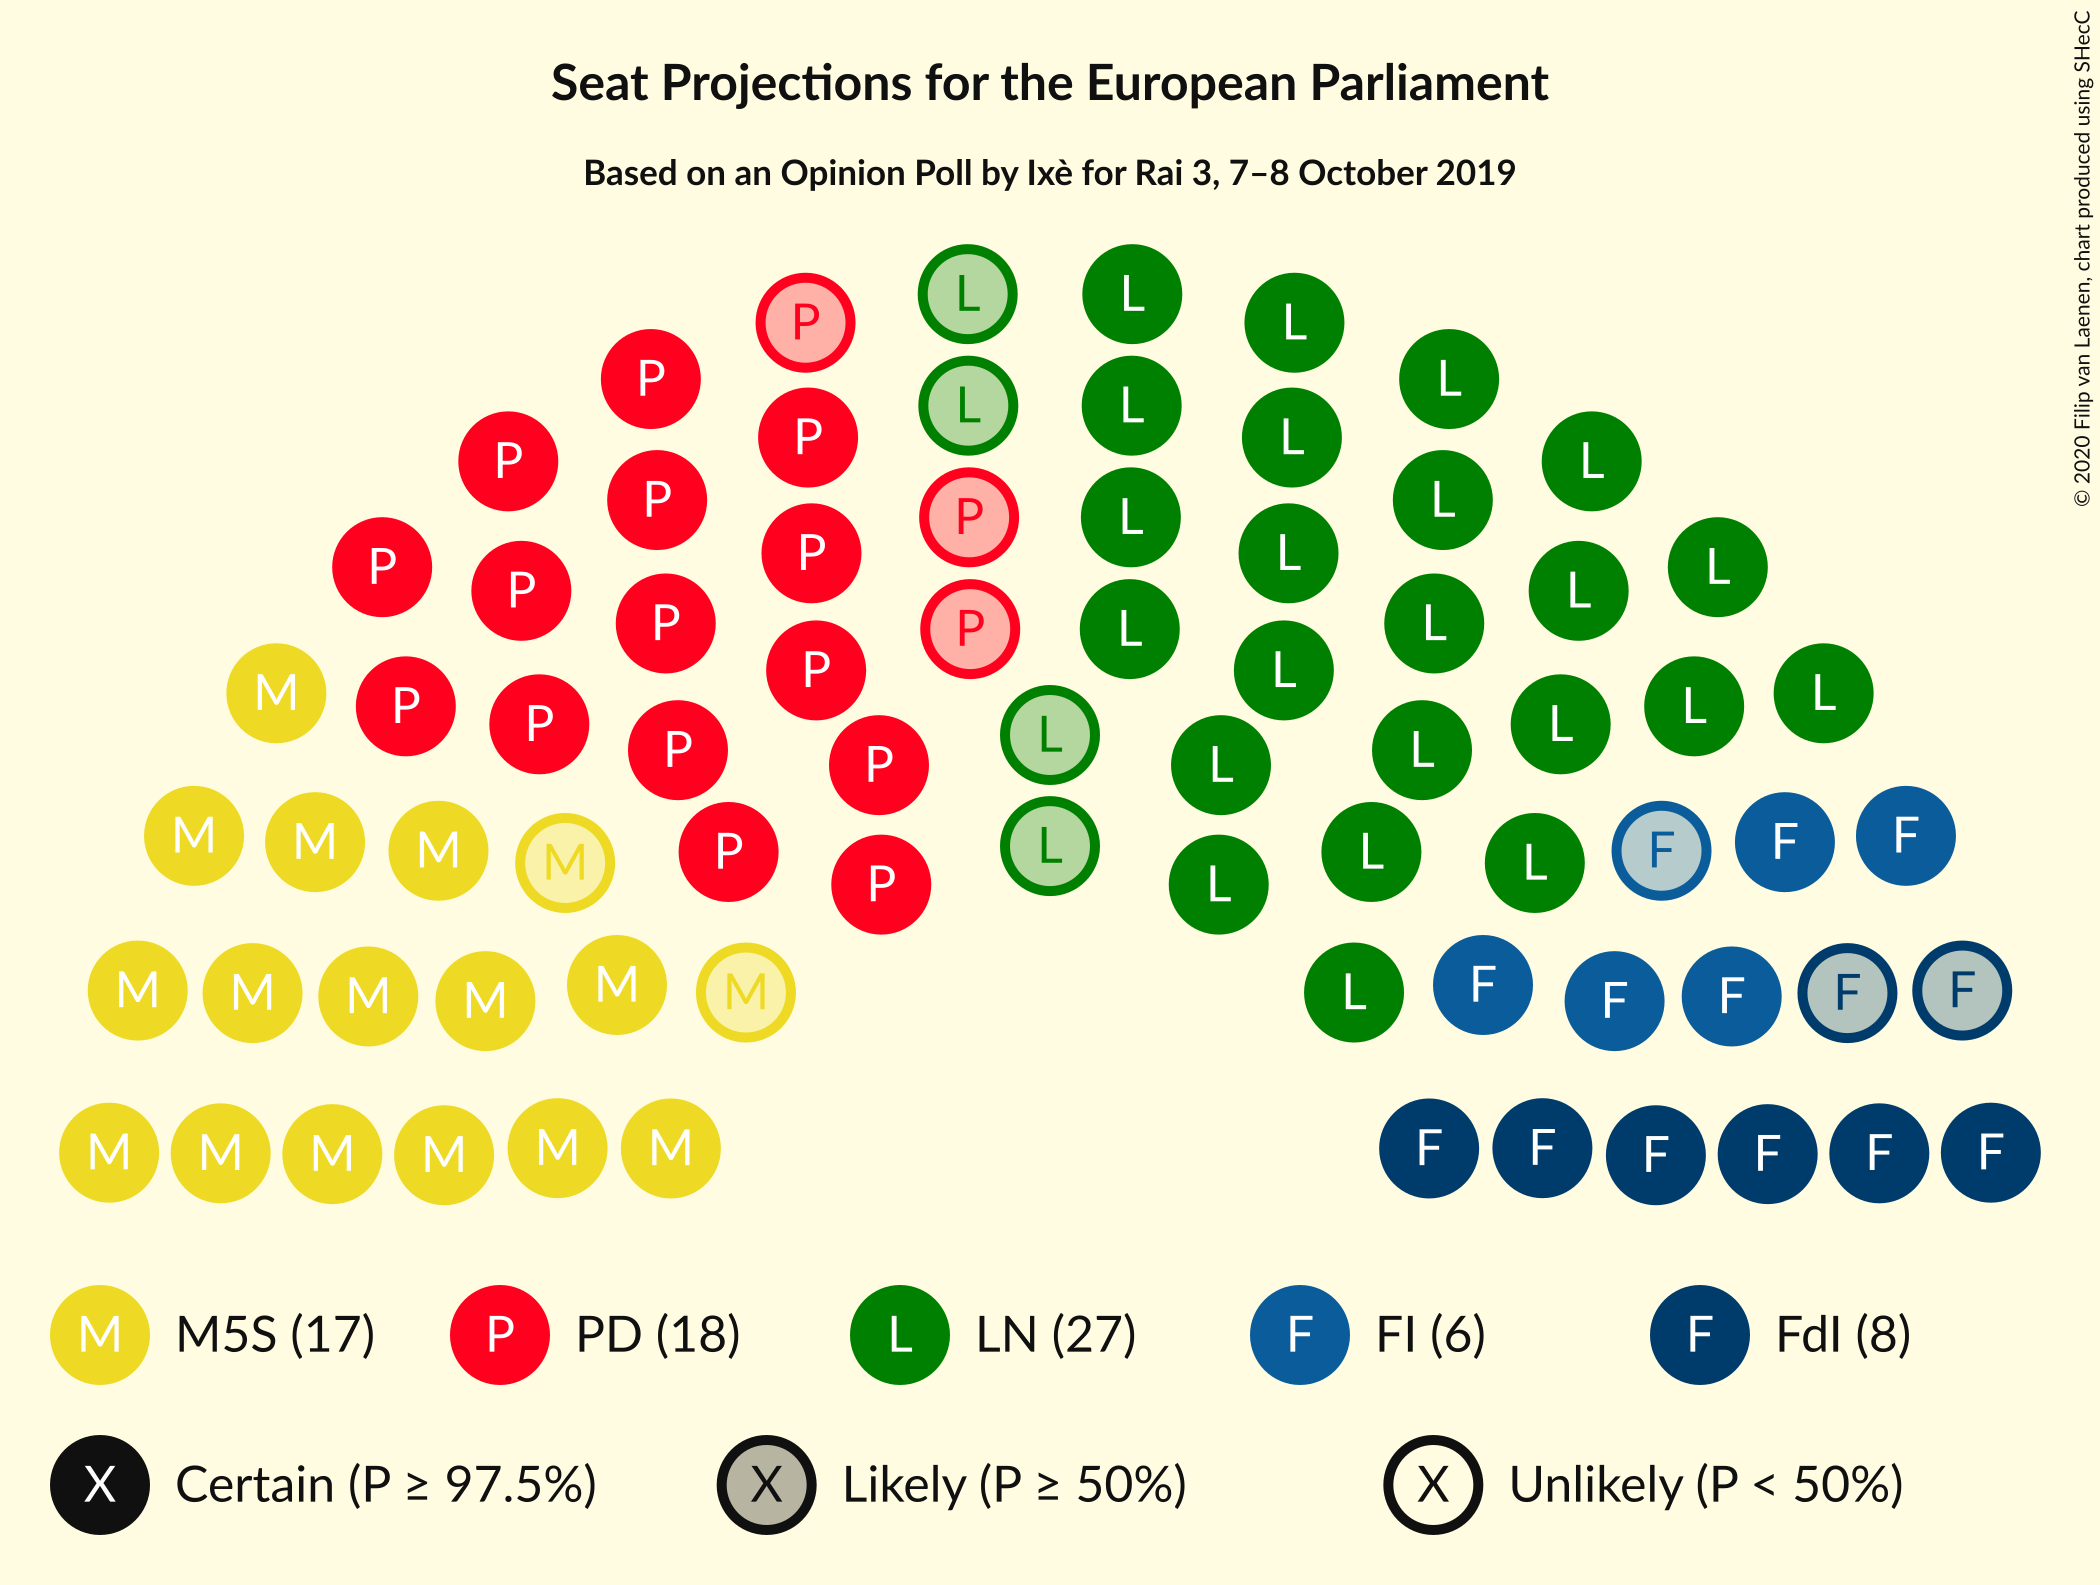 Seat Projections for the European Parliament
Based on an Opinion Poll by Ixè for Rai 3, 7–8 October 2019
© 2020 Filip van Laenen, chart produced using SHecC
L L
P L
P L
L L
P L
P L
P L
P P L L
P L
P L
P P L L
P L
P L
M L
P P L L
P L
P L
L
P L
M F
M F
M P L F
M L
L
P L
M F
M M F F
M M F F
M M L F
M F
M M F F
M M F F
M M F F
M5S (17) PD (18) LN (27) FI (6) FdI (8)
X Certain (P ≥ 97.5%) X Likely (P ≥ 50%) X Unlikely (P < 50%)